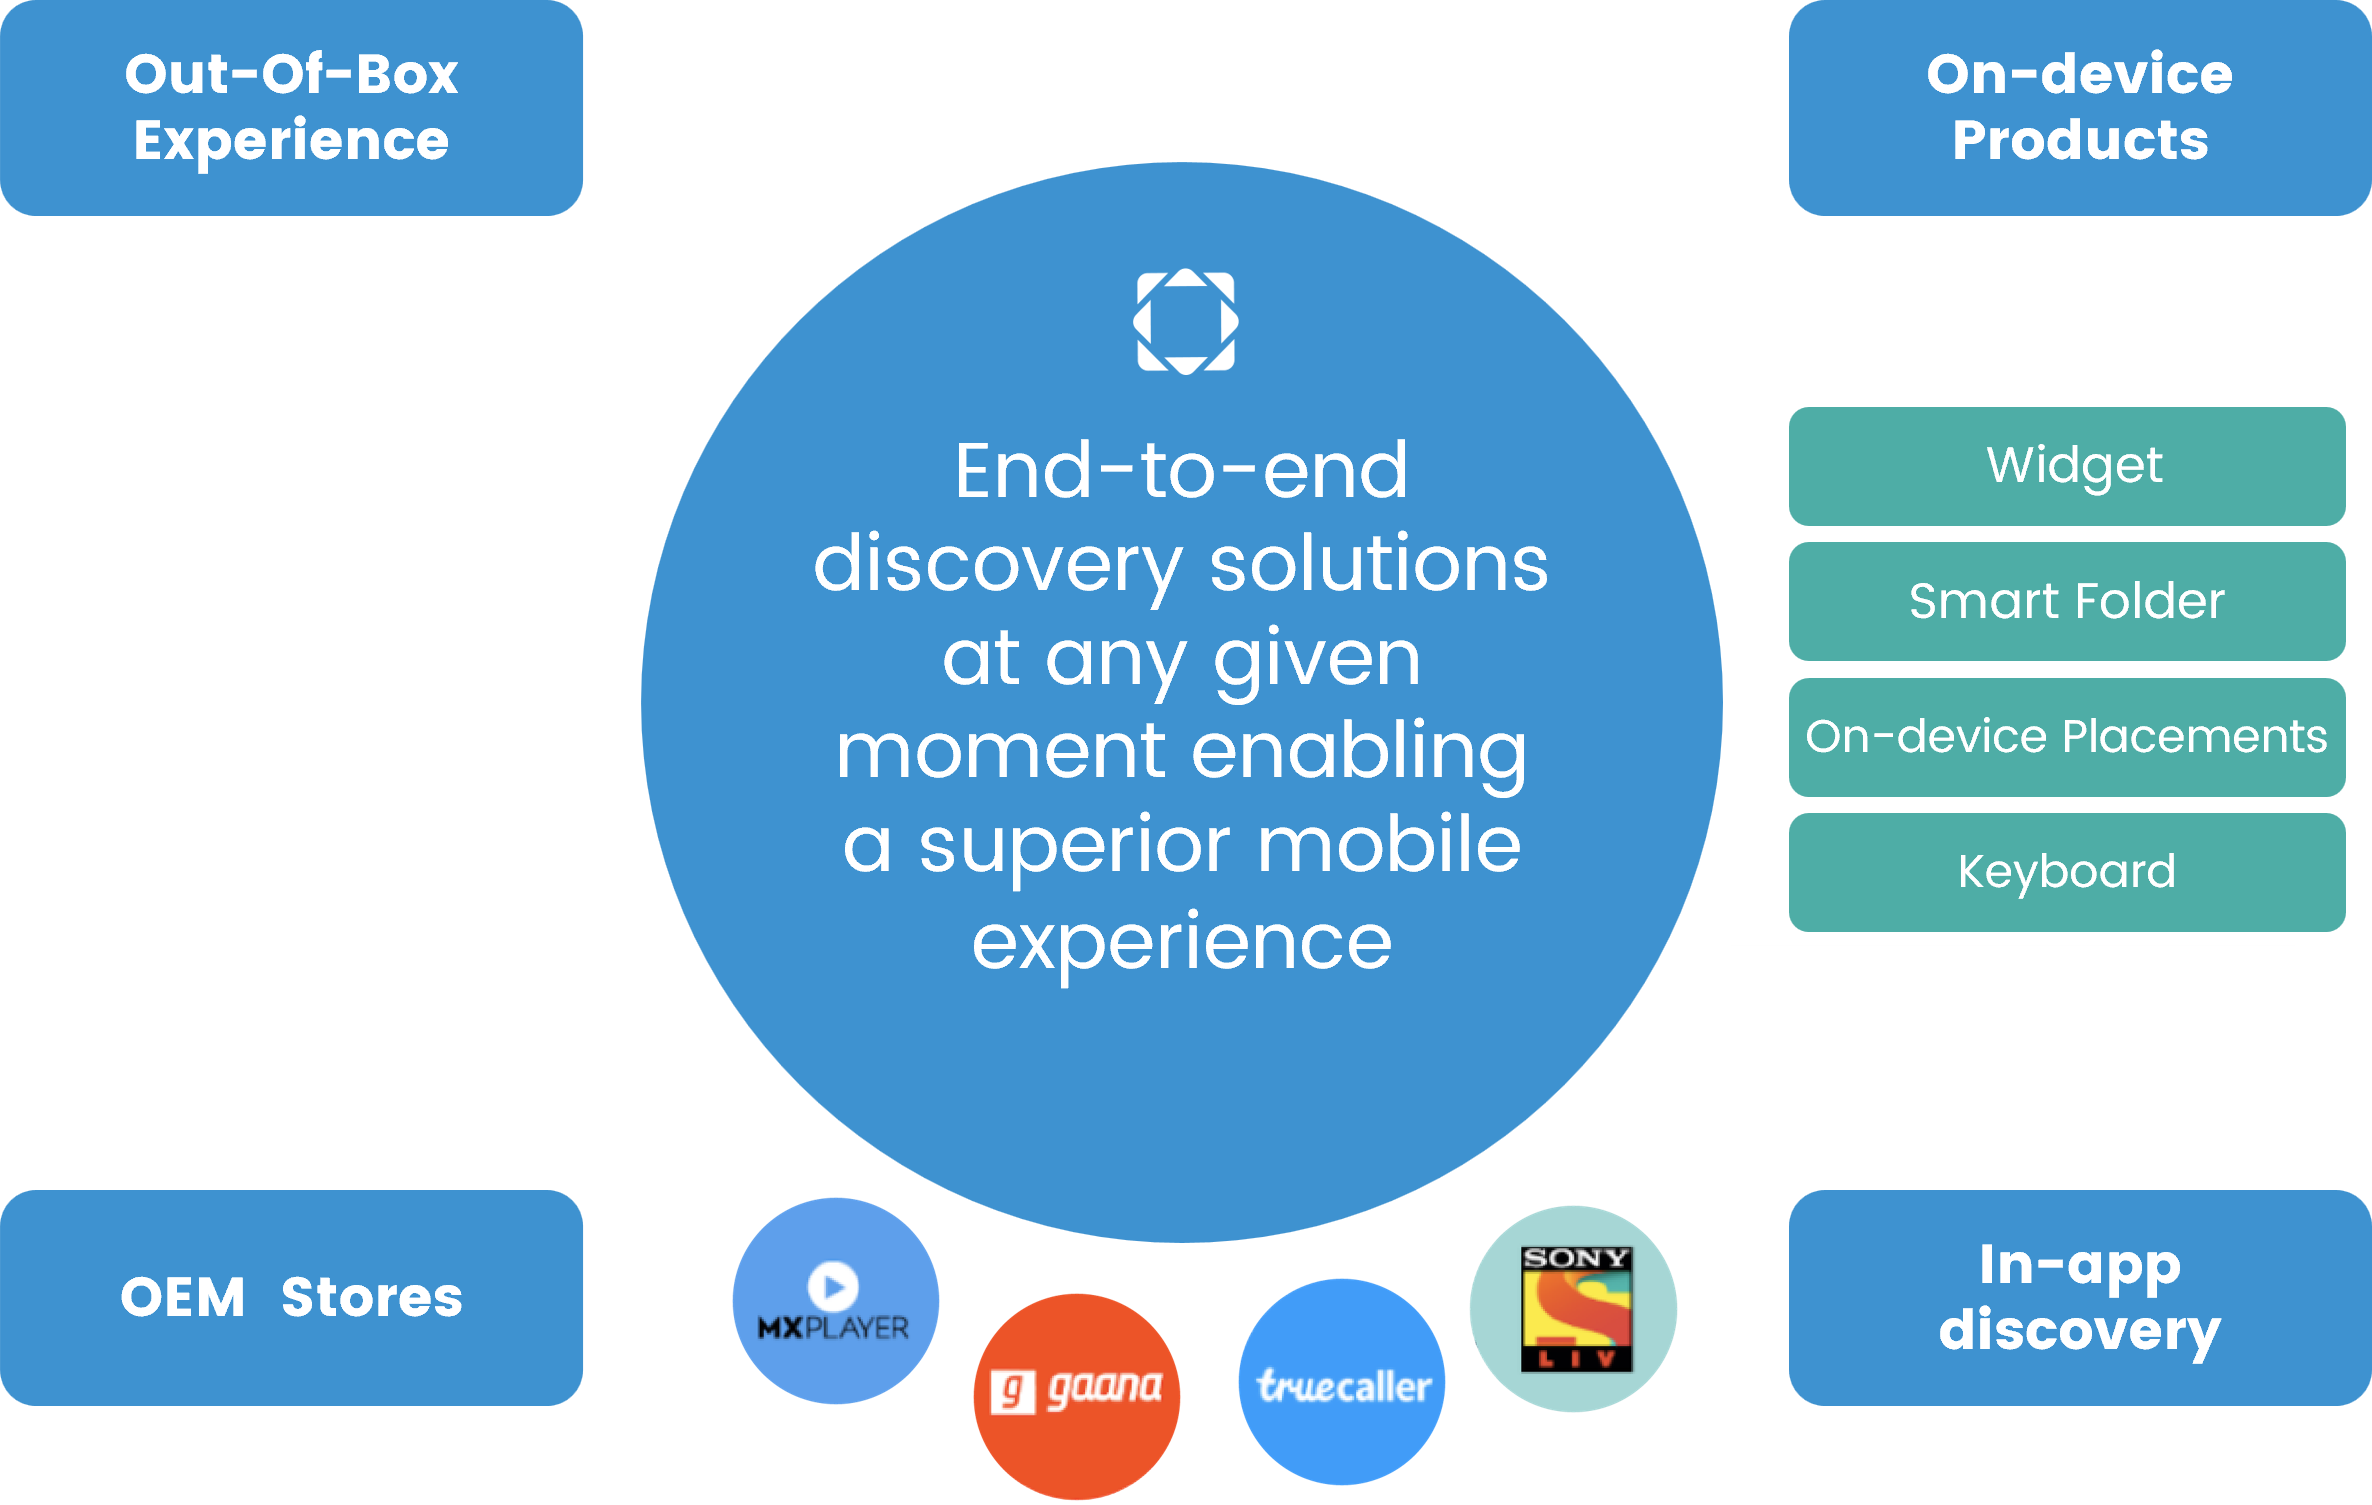 Out-Of-Box
Experience
On-device
Products
End-to-end
discovery solutions
at any given
moment enabling
a superior mobile
experience
Widget
Smart Folder
On-device Placements
Keyboard
OEM Stores
MXPLAYER
g gaana
truecaller
SONY
LIV
In-app
discovery